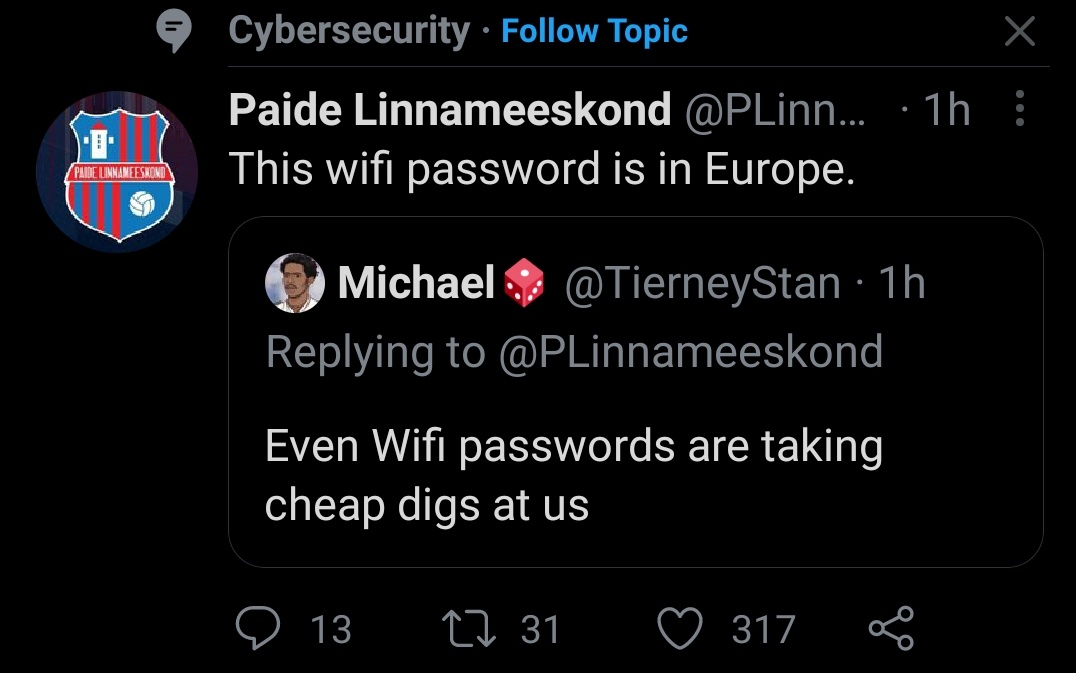 Cybersecurity · Follow Topic
Paide Linnameeskond @PLinn... · 1h
This wifi password is in Europe.
PAIDE LINNAMEESKOND
Michael🎲 @TierneyStan · 1h
Replying to @PLinnameeskond
Even Wifi passwords are taking
cheap digs at us
13 31 317